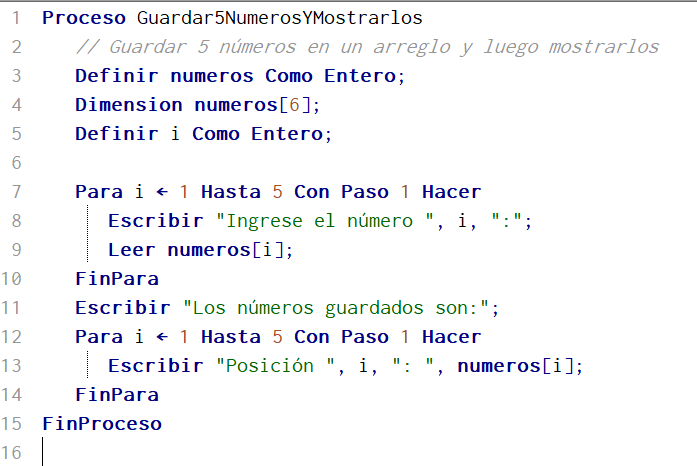 1 Proceso Guardar5NumerosYMostrarlos
2 // Guardar 5 números en un arreglo y luego mostrarlos
3 Definir numeros Como Entero;
4 Dimension numeros[6];
5 Definir i Como Entero;
6
7 Para i ← 1 Hasta 5 Con Paso 1 Hacer
8 Escribir "Ingrese el número ", i, ":";
9 Leer numeros[i];
10 FinPara
11 Escribir "Los números guardados son:";
12 Para i ← 1 Hasta 5 Con Paso 1 Hacer
13 Escribir "Posición ", i, ": ", numeros[i];
14 FinPara
15 FinProceso
16